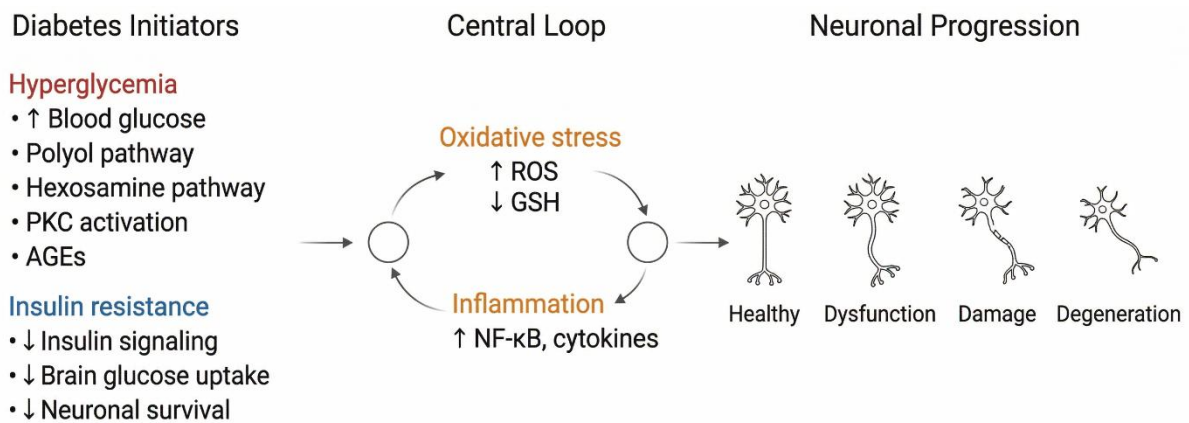 Diabetes Initiators
Hyperglycemia
• ↑ Blood glucose
• Polyol pathway
• Hexosamine pathway
• PKC activation
• AGEs
Insulin resistance
• ↓ Insulin signaling
• ↓ Brain glucose uptake
• ↓ Neuronal survival
Central Loop
Oxidative stress
↑ ROS
↓ GSH
Inflammation
↑ NF-κB, cytokines
Neuronal Progression
Healthy
Dysfunction
Damage
Degeneration